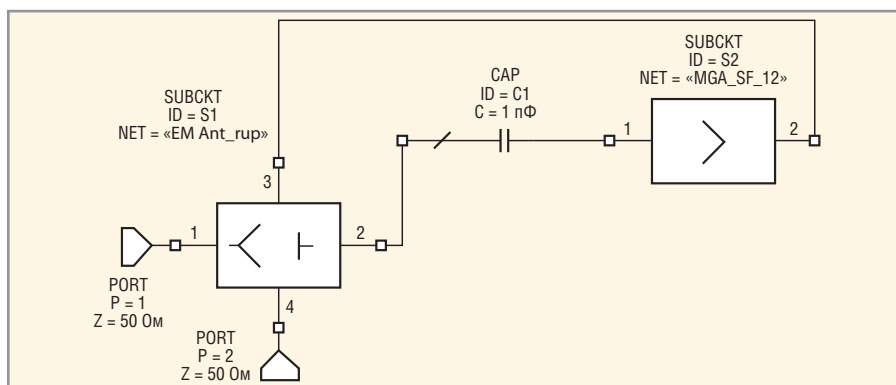 SUBCKT
ID = S2
NET = «MGA_SF_12»
CAP
ID = C1
C = 1 пФ
SUBCKT
ID = S1
NET = «EM Ant_rup»
1
2
3
1
2
4
PORT
P = 1
Z = 50 Ом
PORT
P = 2
Z = 50 Ом